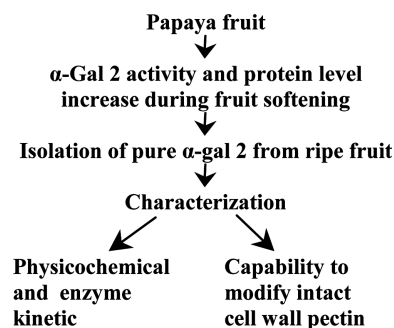 Papaya fruit
α-Gal 2 activity and protein level
increase during fruit softening
Isolation of pure α-gal 2 from ripe fruit
Characterization
Physicochemical
and enzyme
kinetic
Capability to
modify intact
cell wall pectin